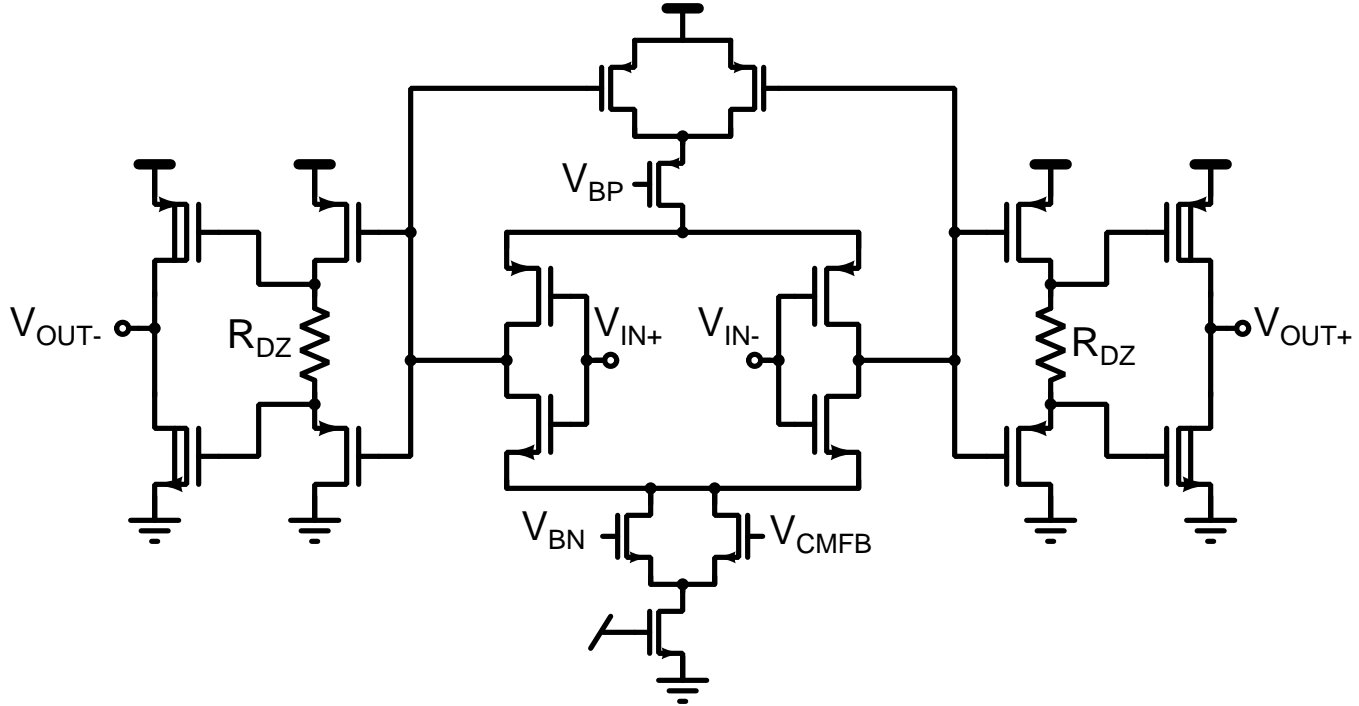 V_BP
V_OUT-
R_DZ
V_IN+
V_IN-
R_DZ
V_OUT+
V_BN
V_CMFB